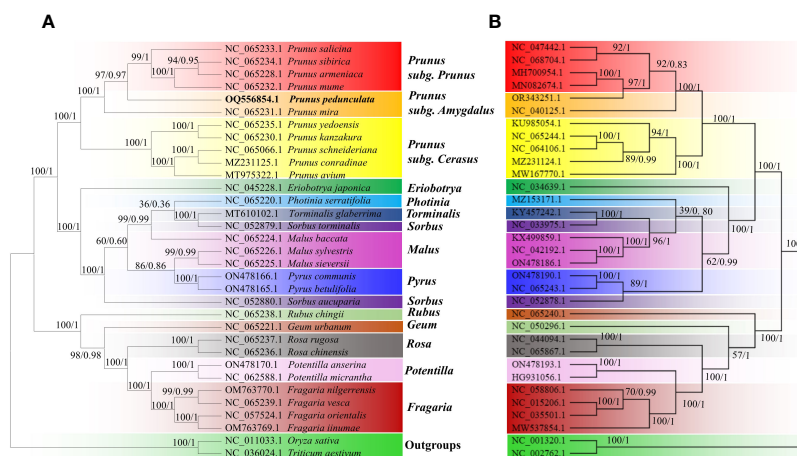 A
B
NC_065233.1 Prunus salicina
NC_065234.1 Prunus sibirica
NC_065228.1 Prunus armeniaca
NC_065232.1 Prunus mume
OQ556854.1 Prunus pedunculata
NC_065231.1 Prunus mira
NC_065235.1 Prunus yedoensis
NC_065230.1 Prunus kanzakura
NC_065066.1 Prunus schneideriana
MZ231125.1 Prunus conradinae
MT975322.1 Prunus avium
NC_045228.1 Eriobotrya japonica
NC_065220.1 Photinia serratifolia
MT610102.1 Torminalis glaberrima
NC_052879.1 Sorbus torminalis
NC_065224.1 Malus baccata
NC_065226.1 Malus sylvestris
NC_065225.1 Malus sieversii
ON478166.1 Pyrus communis
ON478165.1 Pyrus betulifolia
NC_052880.1 Sorbus aucuparia
NC_065238.1 Rubus chingii
NC_065221.1 Geum urbanum
NC_065237.1 Rosa rugosa
NC_065236.1 Rosa chinensis
ON478170.1 Potentilla anserina
NC_062588.1 Potentilla micrantha
OM763770.1 Fragaria nilgerrensis
NC_065239.1 Fragaria vesca
NC_057524.1 Fragaria orientalis
OM763769.1 Fragaria iinumae
NC_011033.1 Oryza sativa
NC_036024.1 Triticum aestivum
99/1
94/0.95
100/1
97/0.97
100/1
100/1
100/1
100/1
100/1
100/1
100/1
36/0.36
99/0.99
100/1
60/0.60
99/0.99
86/0.86
100/1
100/1
100/1
98/0.98
100/1
100/1
100/1
99/0.99
100/1
100/1
100/1
Prunus
subg. Prunus
Prunus
subg. Amygdalus
Prunus
subg. Cerasus
Eriobotrya
Photinia
Torminalis
Sorbus
Malus
Pyrus
Sorbus
Rubus
Geum
Rosa
Potentilla
Fragaria
Outgroups
NC_047442.1
NC_068704.1
MH700954.1
MN082674.1
OR343251.1
NC_040125.1
KU985054.1
NC_065244.1
NC_064106.1
MZ231124.1
MW167770.1
NC_034639.1
MZ153171.1
KY457242.1
NC_033975.1
KX499859.1
NC_042192.1
ON478186.1
ON478190.1
NC_065243.1
NC_052878.1
NC_065240.1
NC_050296.1
NC_044094.1
NC_065867.1
ON478193.1
HG931056.1
NC_058806.1
NC_015206.1
NC_035501.1
MW537854.1
NC_001320.1
NC_002762.1
92/1
92/0.83
100/1
97/1
100/1
100/1
94/1
100/1
89/0.99
100/1
100/1
39/0.80
100/1
96/1
100/1
100/1
62/0.99
100/1
89/1
100/1
57/1
100/1
100/1
70/0.99
100/1
100/1
100/1
100/1